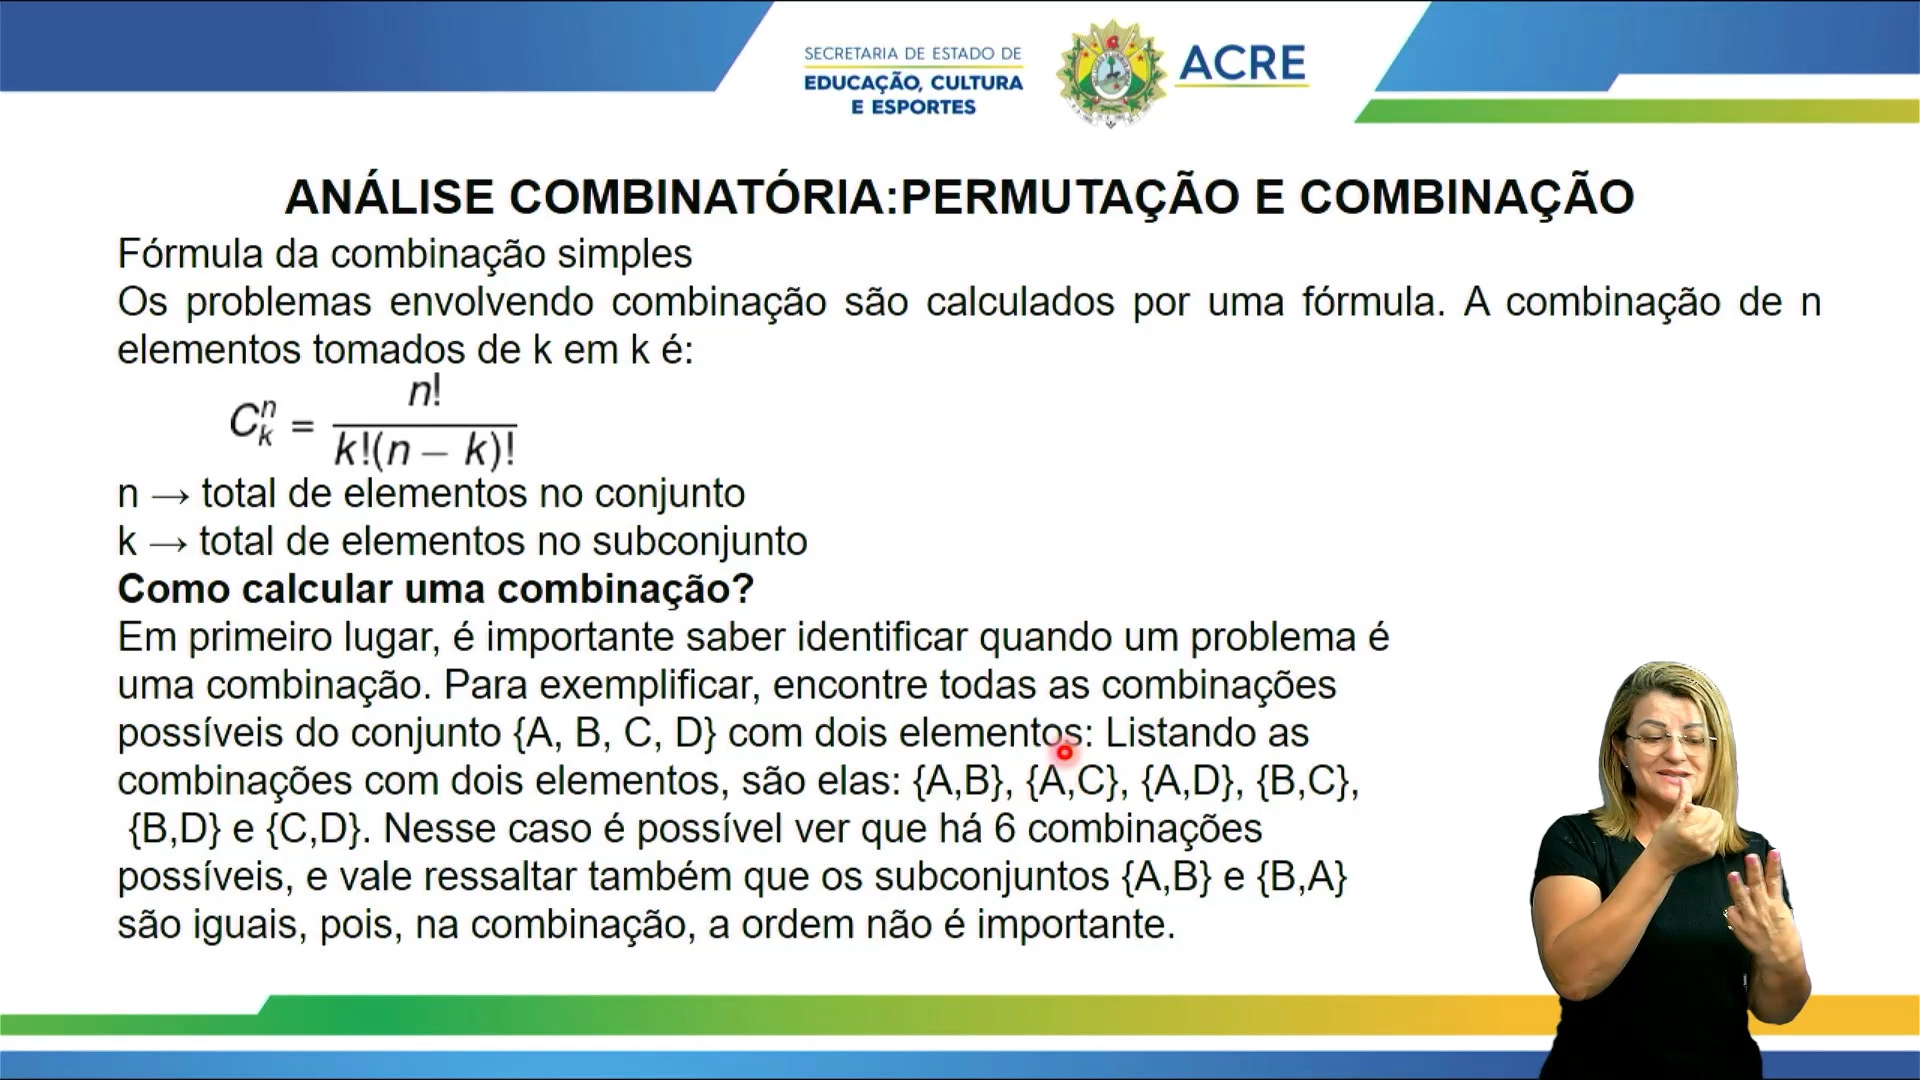 SECRETARIA DE ESTADO DE
EDUCAÇÃO, CULTURA
E ESPORTES
ACRE
ANÁLISE COMBINATÓRIA:PERMUTAÇÃO E COMBINAÇÃO
Fórmula da combinação simples
Os problemas envolvendo combinação são calculados por uma fórmula. A combinação de n
elementos tomados de k em k é:
C^n_k = n! / k!(n – k)!
n → total de elementos no conjunto
k → total de elementos no subconjunto
Como calcular uma combinação?
Em primeiro lugar, é importante saber identificar quando um problema é
uma combinação. Para exemplificar, encontre todas as combinações
possíveis do conjunto {A, B, C, D} com dois elementos: Listando as
combinações com dois elementos, são elas: {A,B}, {A,C}, {A,D}, {B,C},
{B,D} e {C,D}. Nesse caso é possível ver que há 6 combinações
possíveis, e vale ressaltar também que os subconjuntos {A,B} e {B,A}
são iguais, pois, na combinação, a ordem não é importante.